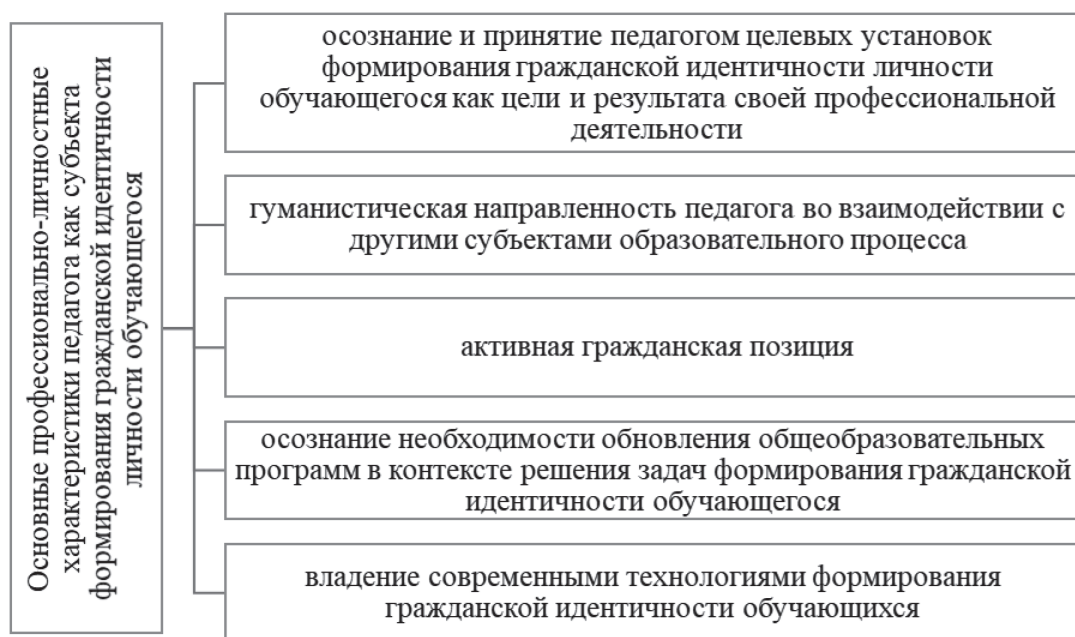 Основные профессионально-личностные
характеристики педагога как субъекта
формирования гражданской идентичности
личности обучающегося
осознание и принятие педагогом целевых установок
формирования гражданской идентичности личности
обучающегося как цели и результата своей профессиональной
деятельности
гуманистическая направленность педагога во взаимодействии с
другими субъектами образовательного процесса
активная гражданская позиция
осознание необходимости обновления общеобразовательных
программ в контексте решения задач формирования гражданской
идентичности обучающегося
владение современными технологиями формирования
гражданской идентичности обучающихся